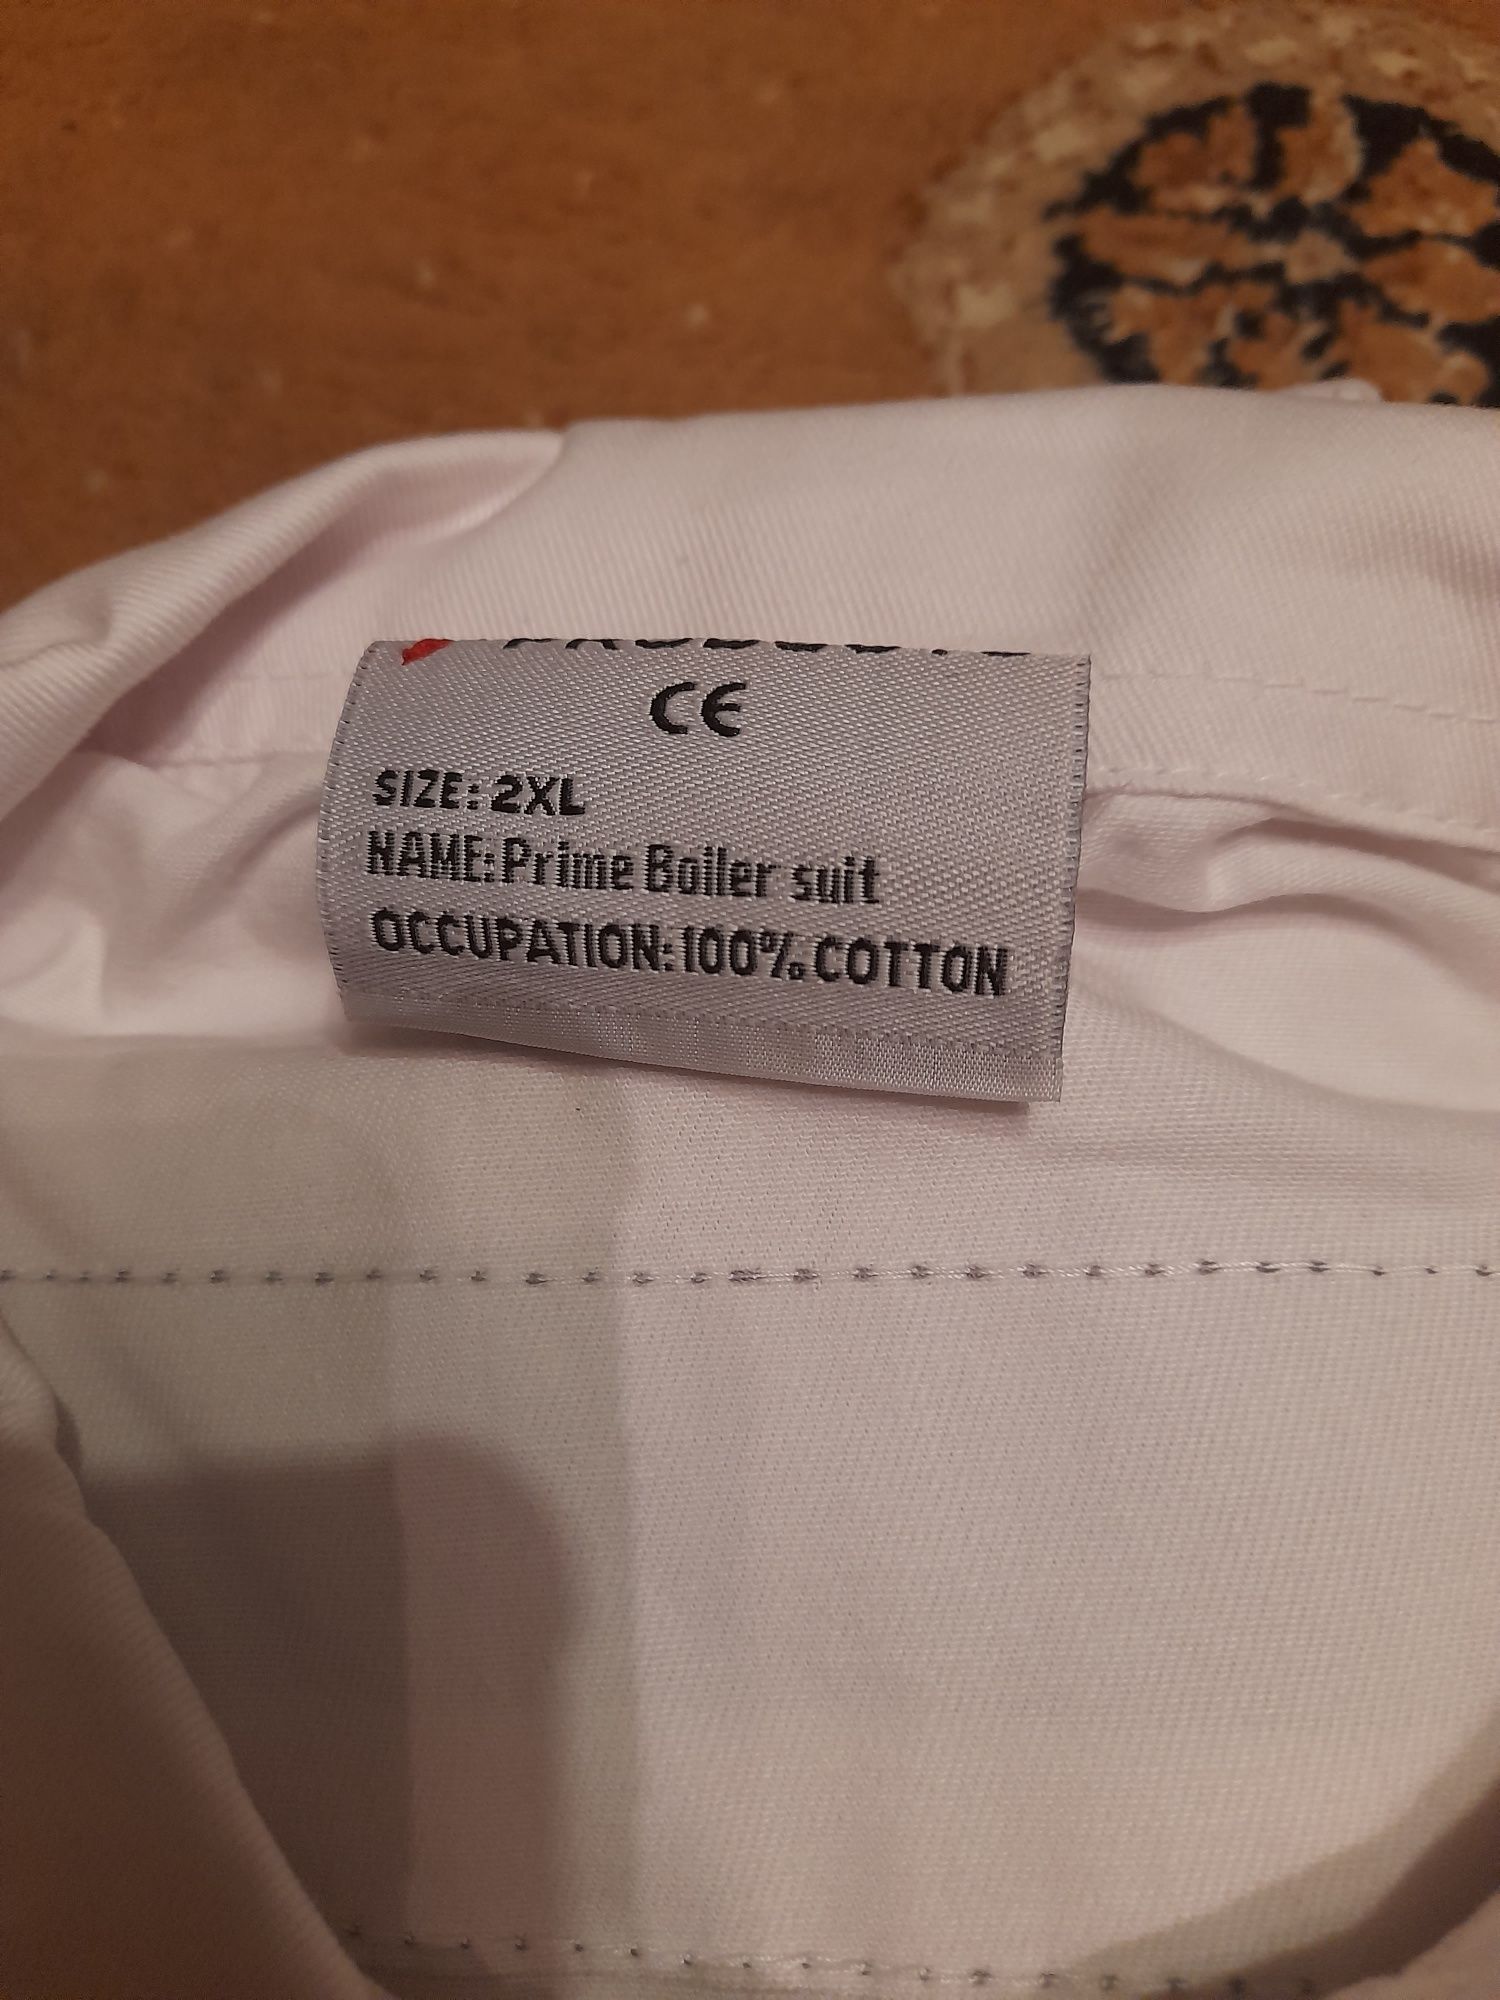 CE
SIZE: 2XL
NAME: Prime Boiler suit
OCCUPATION: 100% COTTON